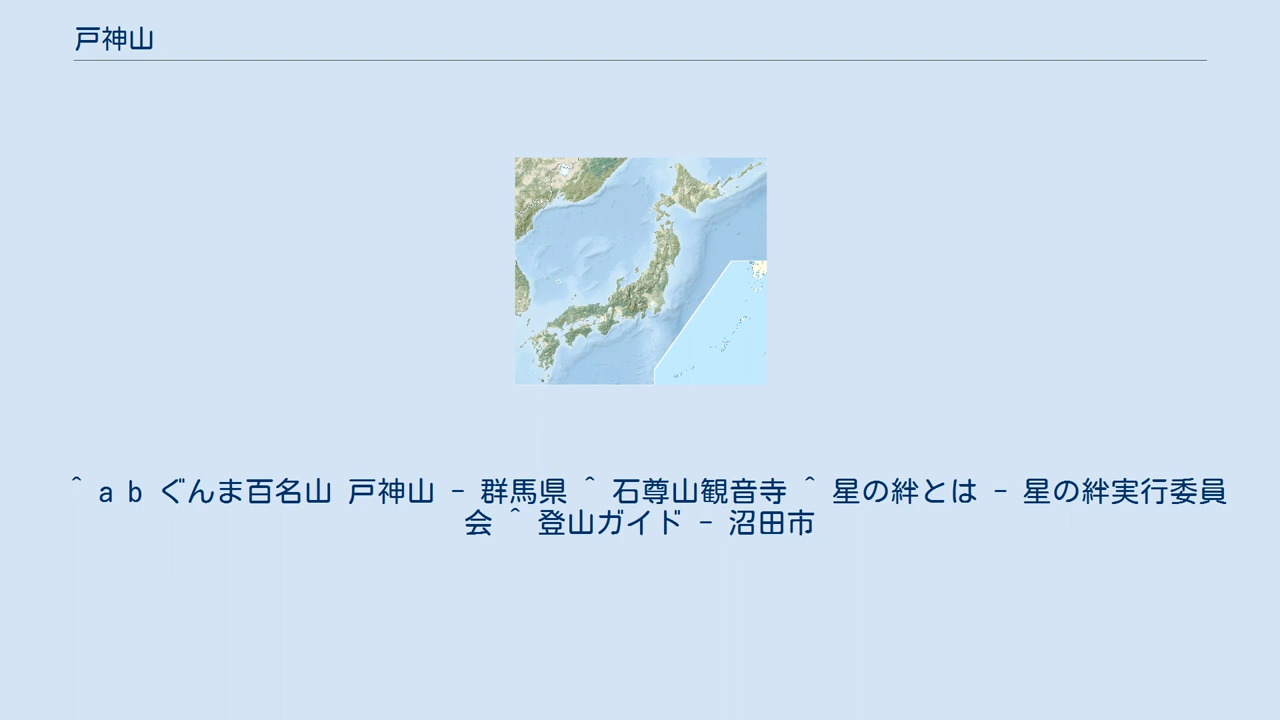 戸神山
^ a b ぐんま百名山 戸神山 - 群馬県 ^ 石尊山観音寺 ^ 星の絆とは - 星の絆実行委員
会 ^ 登山ガイド - 沼田市